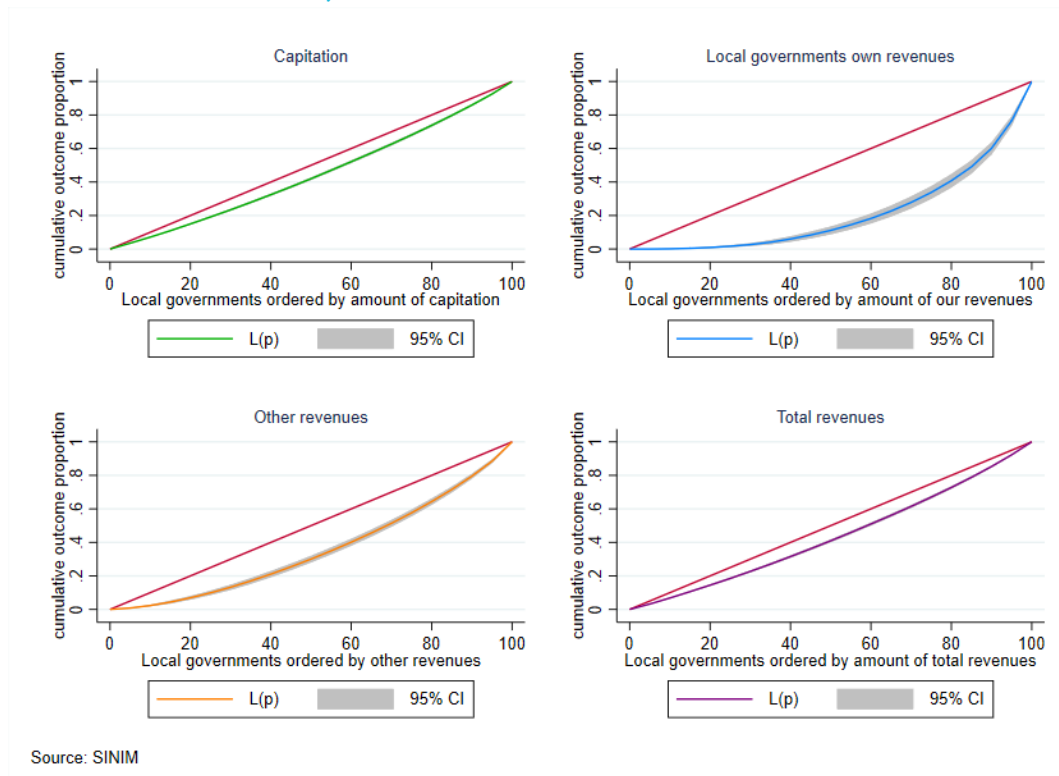 Capitation
cumulative outcome proportion
0 .2 .4 .6 .8 1
0 20 40 60 80 100
Local governments ordered by amount of capitation
L(p) 95% CI
Local governments own revenues
cumulative outcome proportion
0 .2 .4 .6 .8 1
0 20 40 60 80 100
Local governments ordered by amount of our revenues
L(p) 95% CI
Other revenues
cumulative outcome proportion
0 .2 .4 .6 .8 1
0 20 40 60 80 100
Local governments ordered by other revenues
L(p) 95% CI
Total revenues
cumulative outcome proportion
0 .2 .4 .6 .8 1
0 20 40 60 80 100
Local governments ordered by amount of total revenues
L(p) 95% CI
Source: SINIM